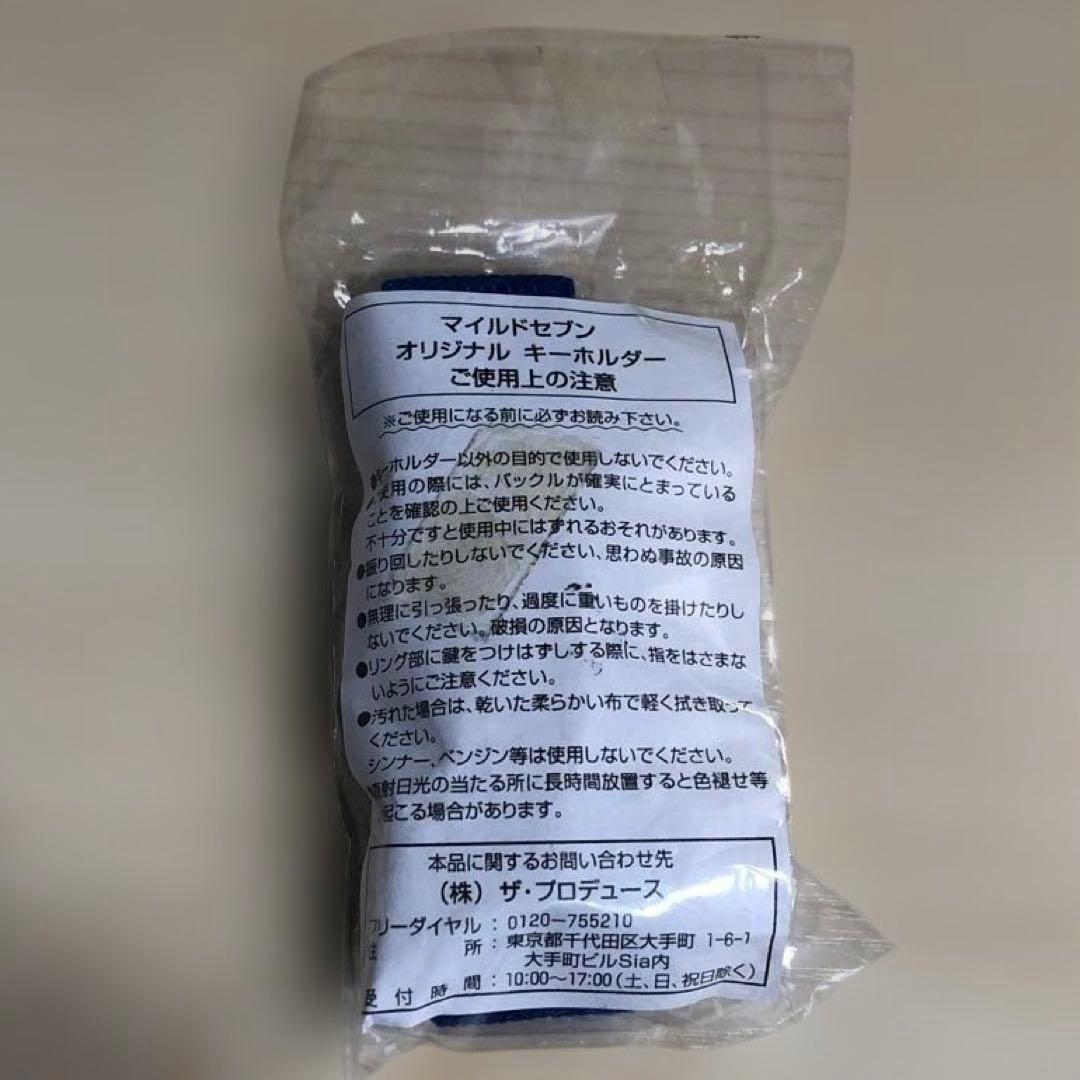 マイルドセブン
オリジナル キーホルダー
ご使用上の注意
※ご使用になる前に必ずお読み下さい。
ーホルダー以外の目的で使用しないでください。
使用の際には、バックルが確実にとまっている
ことを確認の上ご使用ください。
不十分ですと使用中にはずれるおそれがあります。
●振り回したりしないでください、思わぬ事故の原因
になります。
●無理に引っ張ったり、過度に重いものを掛けたりし
ないでください。破損の原因となります。
●リング部に鍵をつけはずしする際に、指をはさまな
いようにご注意ください。
●汚れた場合は、乾いた柔らかい布で軽く拭き取って
ください。
シンナー、ベンジン等は使用しないでください。
直射日光の当たる所に長時間放置すると色褪せ等
起こる場合があります。
本品に関するお問い合わせ先
（株） ザ・プロデュース
フリーダイヤル : 0120-755210
住 所 : 東京都千代田区大手町 1-6-1
大手町ビルSia内
受付時間 : 10:00～17:00（土、日、祝日除く）